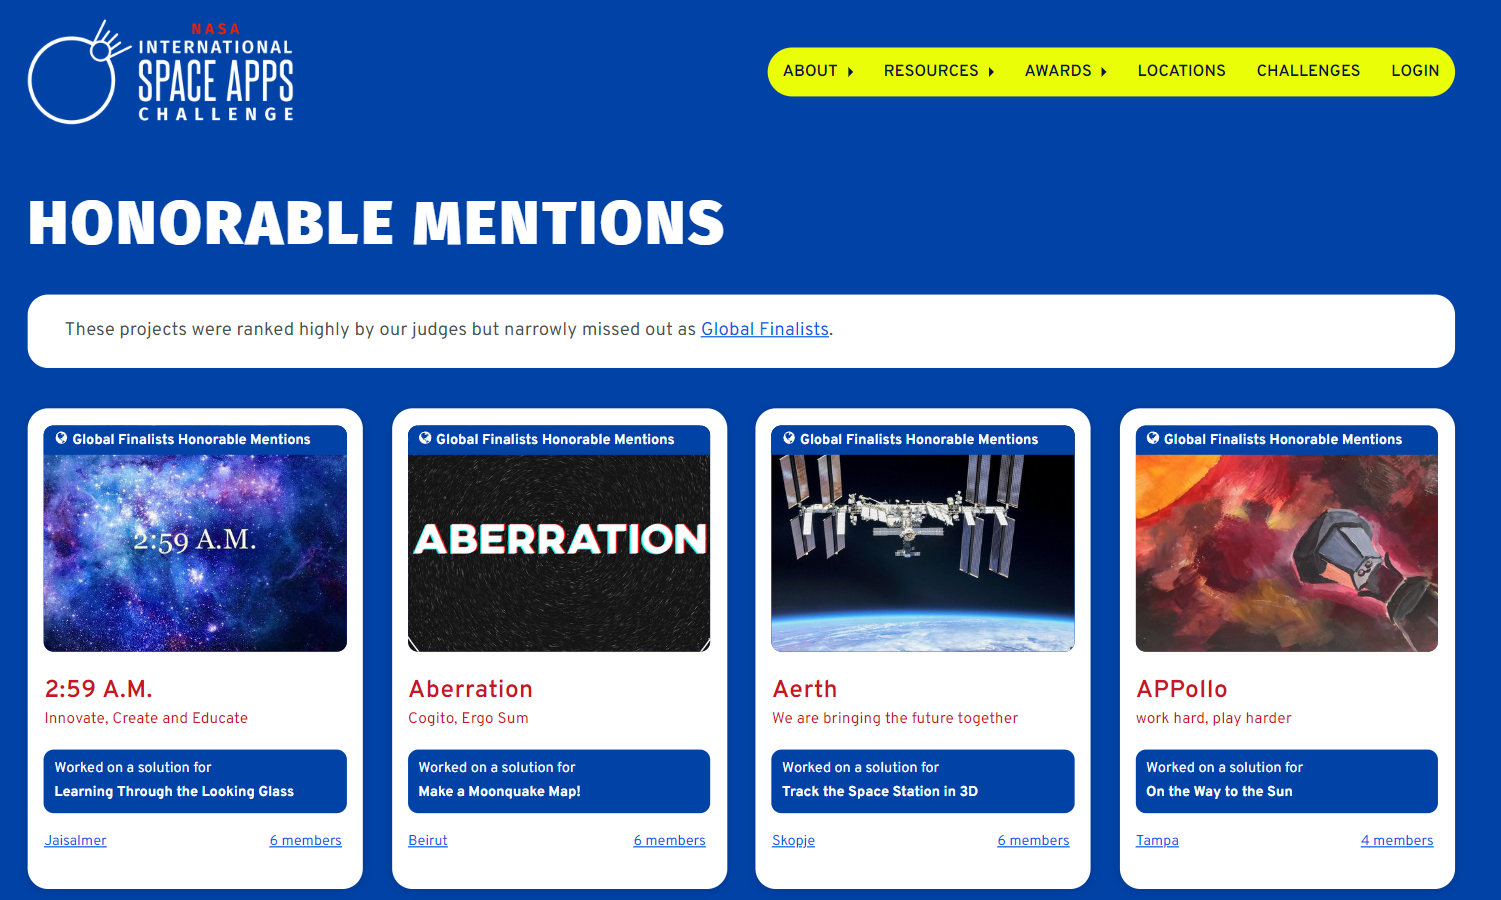 NASA
INTERNATIONAL
SPACE APPS
CHALLENGE
ABOUT RESOURCES AWARDS LOCATIONS CHALLENGES LOGIN
HONORABLE MENTIONS
These projects were ranked highly by our judges but narrowly missed out as Global Finalists.
Global Finalists Honorable Mentions
2:59 A.M.
2:59 A.M.
Innovate, Create and Educate
Worked on a solution for
Learning Through the Looking Glass
Jaisalmer 6 members
Global Finalists Honorable Mentions
ABERRATION
Aberration
Cogito, Ergo Sum
Worked on a solution for
Make a Moonquake Map!
Beirut 6 members
Global Finalists Honorable Mentions
Aerth
We are bringing the future together
Worked on a solution for
Track the Space Station in 3D
Skopje 6 members
Global Finalists Honorable Mentions
APPollo
work hard, play harder
Worked on a solution for
On the Way to the Sun
Tampa 4 members